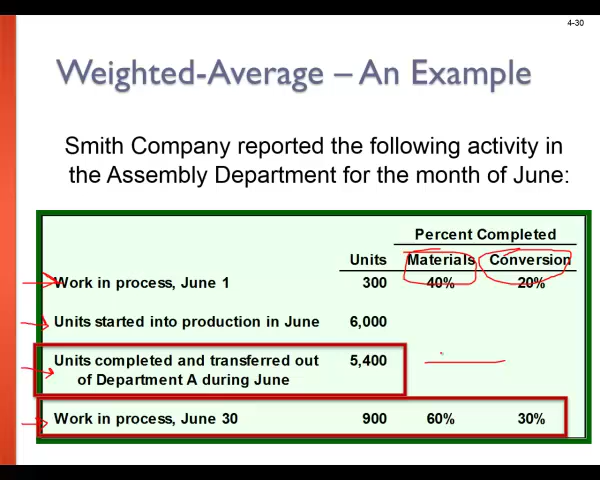 4-30
Weighted-Average – An Example
Smith Company reported the following activity in
the Assembly Department for the month of June:
Percent Completed
Units Materials Conversion
Work in process, June 1 300 40% 20%
Units started into production in June 6,000
Units completed and transferred out 5,400
of Department A during June
Work in process, June 30 900 60% 30%